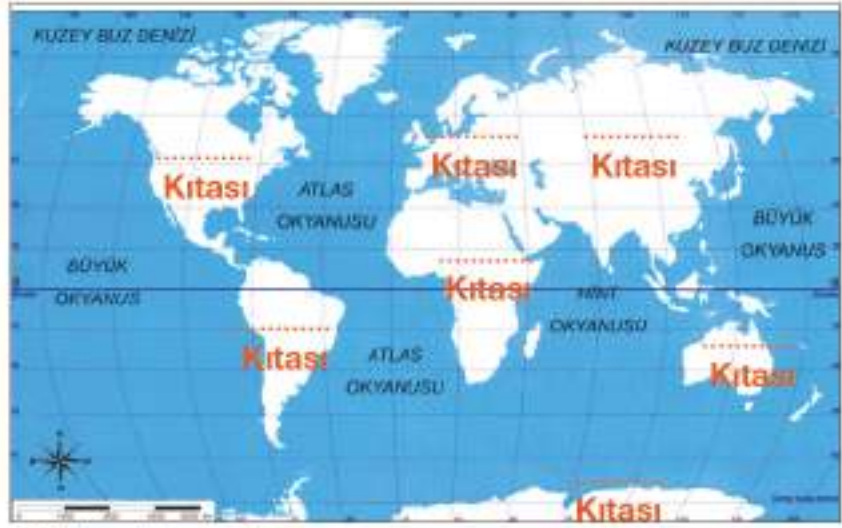 KUZEY BUZ DENİZİ
KUZEY BUZ DENİZİ
Kıtası
Kıtası
Kıtası
ATLAS
OKYANUSU
BÜYÜK
OKYANUS
BÜYÜK
OKYANUS
Kıtası
HİNT
OKYANUSU
Kıtası
ATLAS
OKYANUSU
Kıtası
Kıtası